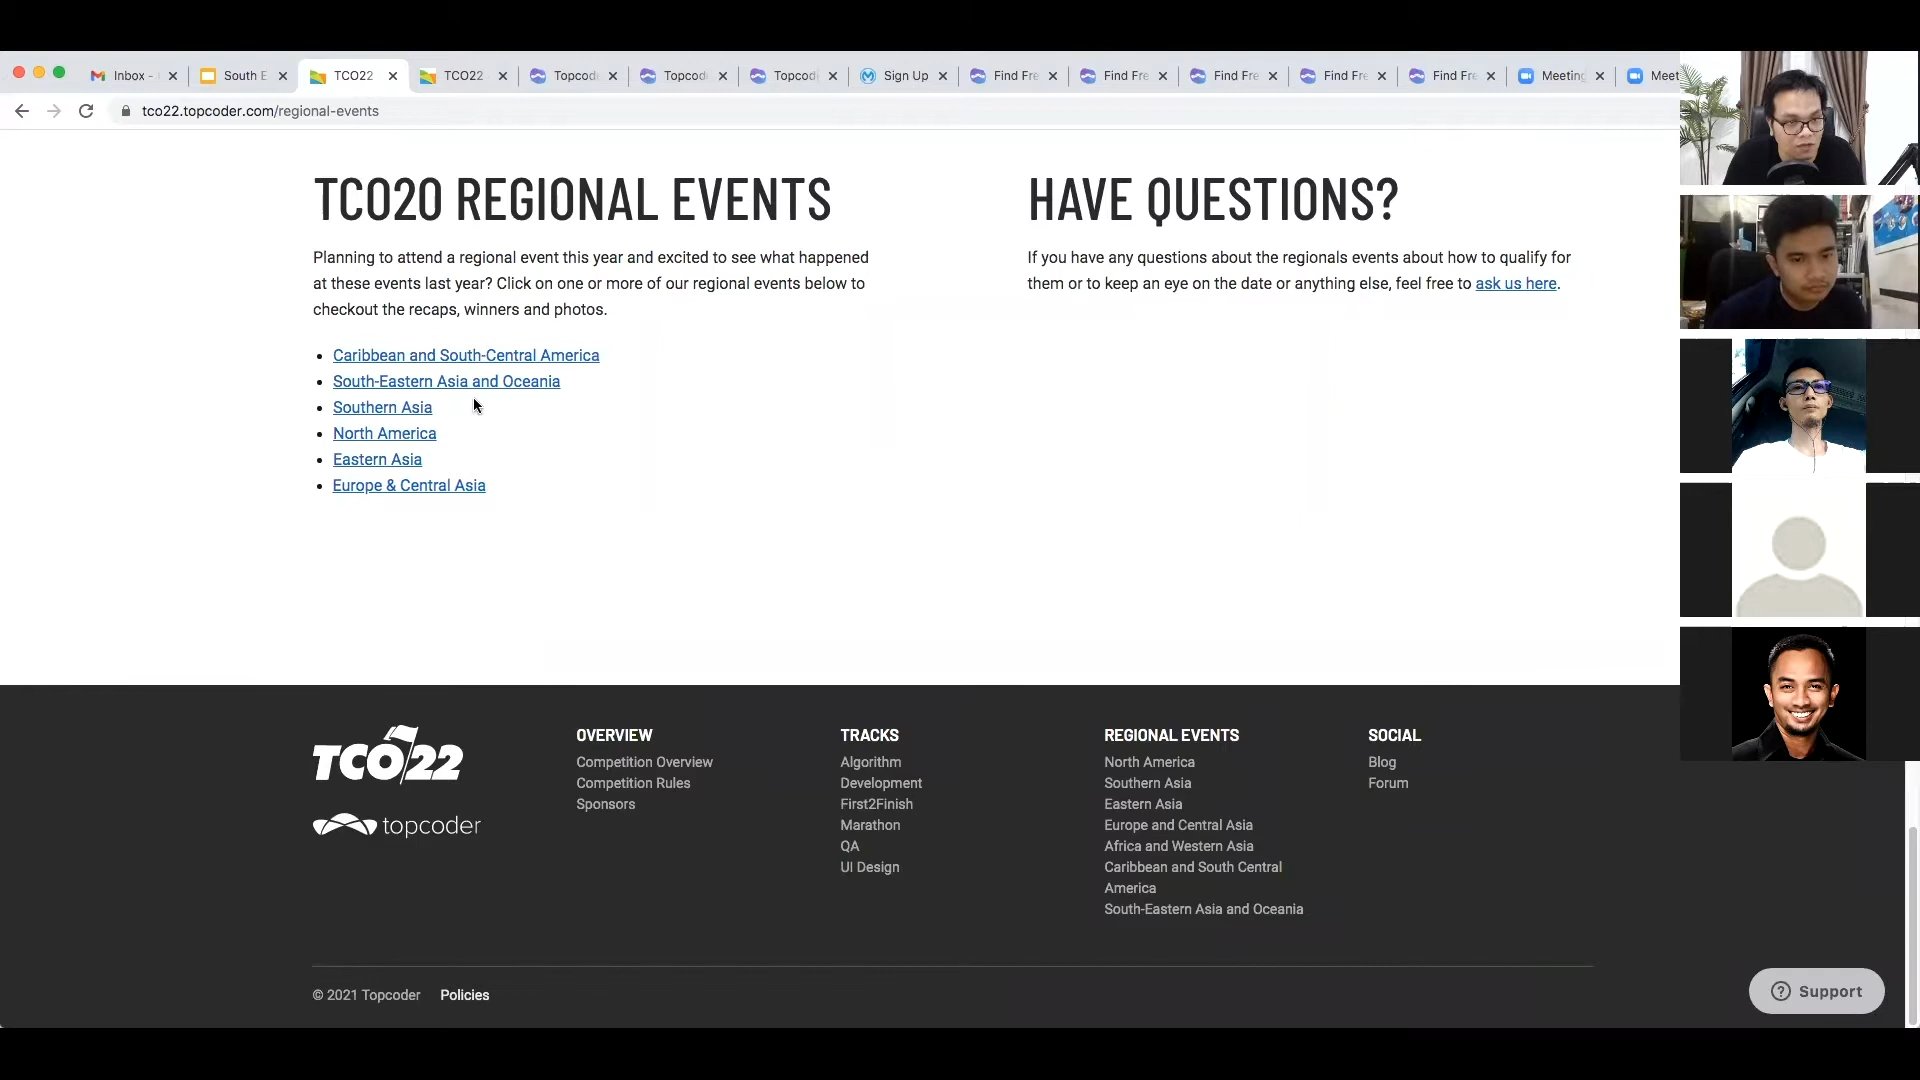 Inbox -
South E
TCO22
TCO22
Topcod
Topcod
Topcod
Sign Up
Find Fre
Find Fre
Find Fre
Find Fre
Find Fre
Meeting
Meet
tco22.topcoder.com/regional-events
TCO20 REGIONAL EVENTS
Planning to attend a regional event this year and excited to see what happened
at these events last year? Click on one or more of our regional events below to
checkout the recaps, winners and photos.
Caribbean and South-Central America
South-Eastern Asia and Oceania
Southern Asia
North America
Eastern Asia
Europe & Central Asia
HAVE QUESTIONS?
If you have any questions about the regionals events about how to qualify for
them or to keep an eye on the date or anything else, feel free to ask us here.
TCO22
topcoder
OVERVIEW
Competition Overview
Competition Rules
Sponsors
TRACKS
Algorithm
Development
First2Finish
Marathon
QA
UI Design
REGIONAL EVENTS
North America
Southern Asia
Eastern Asia
Europe and Central Asia
Africa and Western Asia
Caribbean and South Central
America
South-Eastern Asia and Oceania
SOCIAL
Blog
Forum
© 2021 Topcoder
Policies
Support